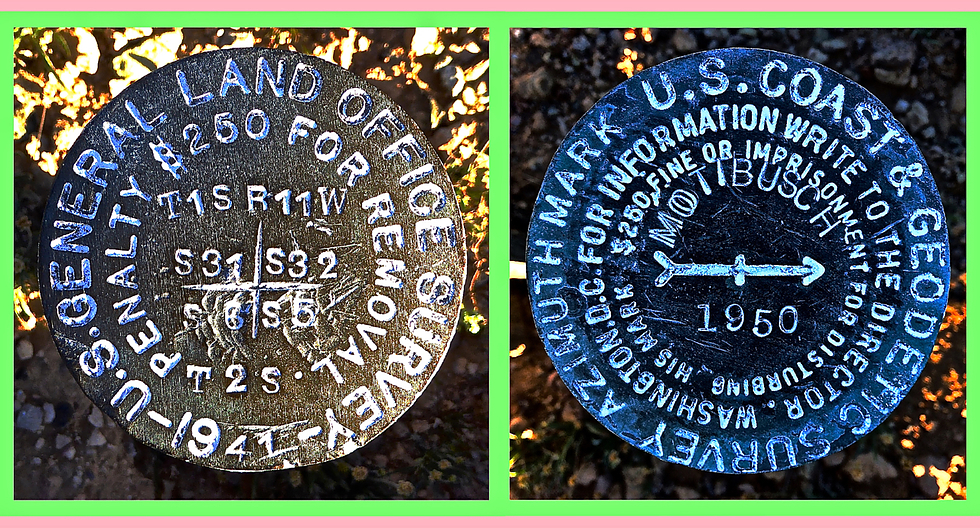 U.S. GENERAL LAND OFFICE SURVEY
-1941-
PENALTY $250 FOR REMOVAL
T1S R11W
S31 S32
S6 S5
T2S.
U.S. COAST & GEODETIC SURVEY
AZIMUTH MARK
FOR INFORMATION WRITE TO THE DIRECTOR, WASHINGTON, D.C.
$250 FINE OR IMPRISONMENT FOR DISTURBING THIS MARK
MOTIBUSCH
1950